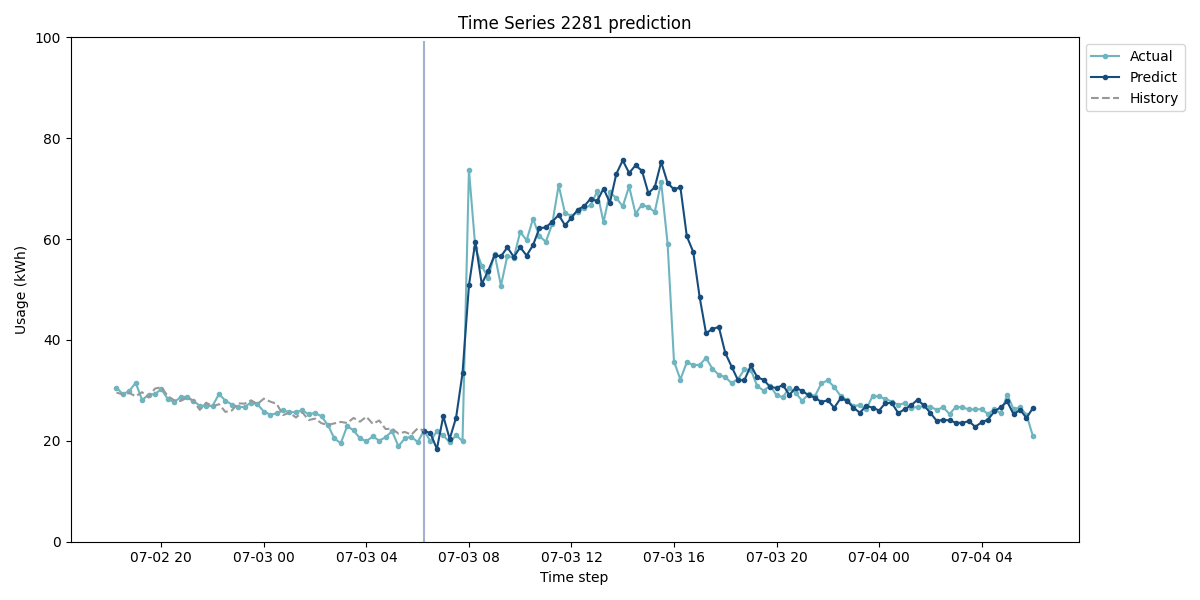 Time Series 2281 prediction
100
80
60
40
20
0
Usage (kWh)
07-02 20
07-03 00
07-03 04
07-03 08
07-03 12
07-03 16
07-03 20
07-04 00
07-04 04
Time step
Actual
Predict
History